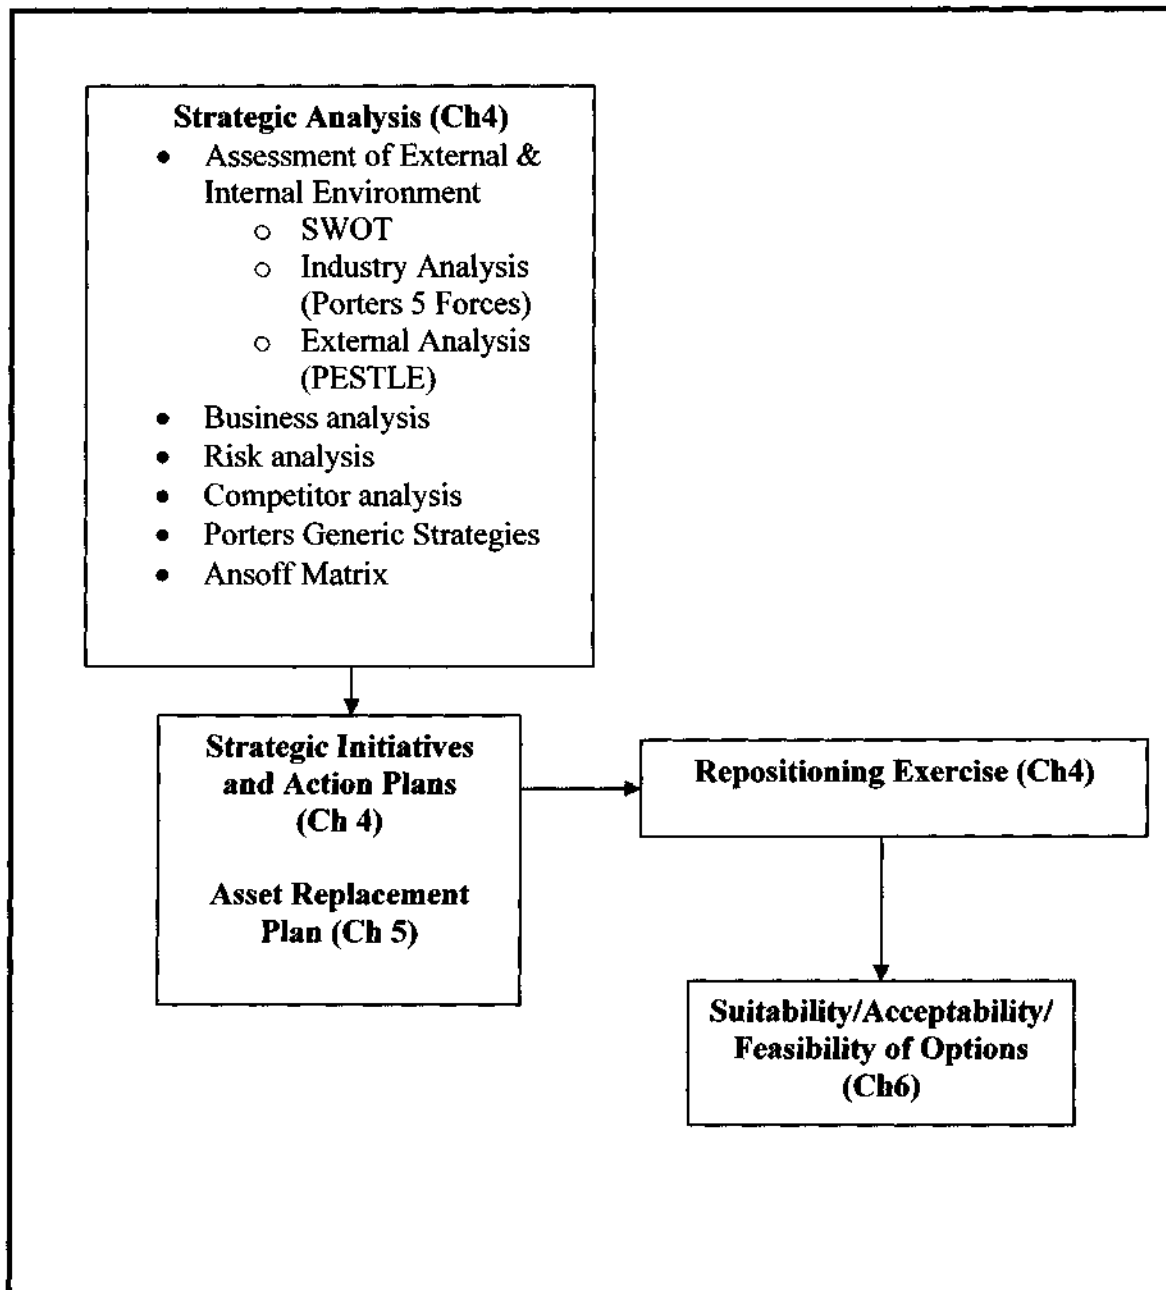 Strategic Analysis (Ch4)
• Assessment of External &
Internal Environment
o SWOT
o Industry Analysis
(Porters 5 Forces)
o External Analysis
(PESTLE)
• Business analysis
• Risk analysis
• Competitor analysis
• Porters Generic Strategies
• Ansoff Matrix
Strategic Initiatives
and Action Plans
(Ch 4)
Asset Replacement
Plan (Ch 5)
Repositioning Exercise (Ch4)
Suitability/Acceptability/
Feasibility of Options
(Ch6)